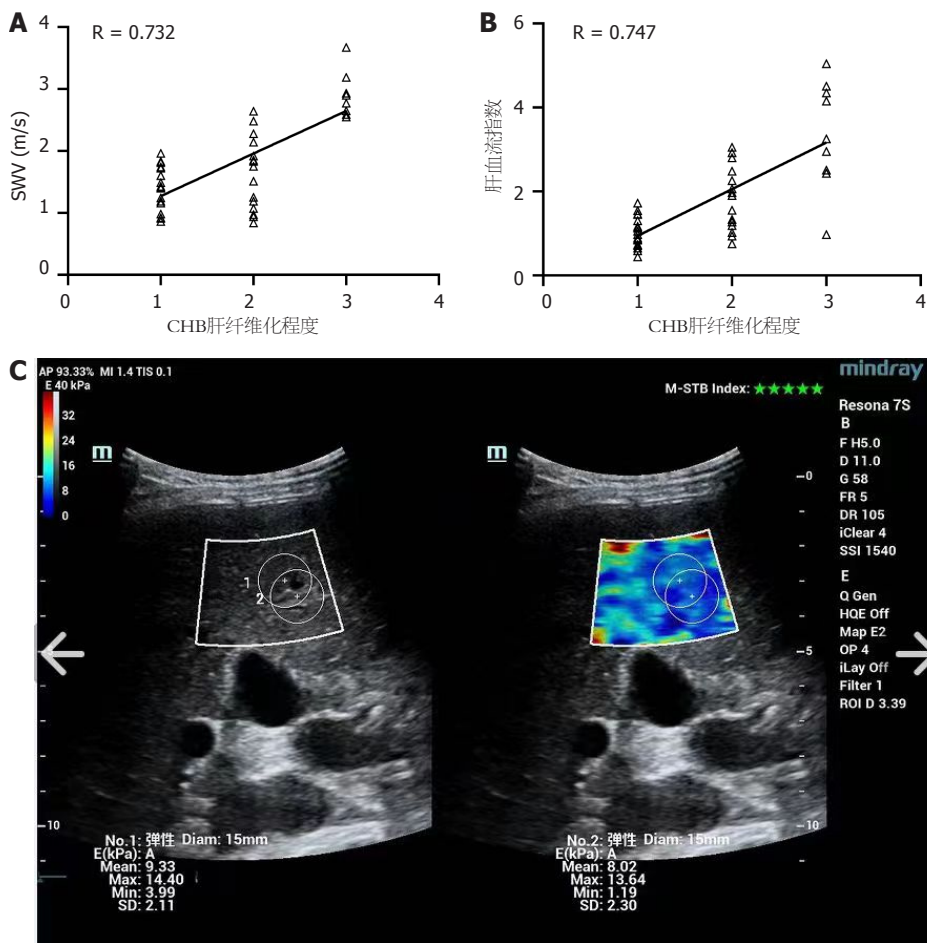 A
R = 0.732
SWV (m/s)
4
3
2
1
0
0 1 2 3 4
CHB肝纤维化程度
B
R = 0.747
肝血流指数
6
4
2
0
0 1 2 3 4
CHB肝纤维化程度
C
AP 93.33% MI 1.4 TIS 0.1
E 40 kPa
32
24
16
8
0
m
1
2
10
m
M-STB Index:
0
5
10
mindray
Resona 7S
B
F H5.0
D 11.0
G 58
FR 5
DR 105
iClear 4
SSI 1540
E
Q Gen
HQE Off
Map E2
OP 4
iLay Off
Filter 1
ROI D 3.39
No.1: 弹性 Diam: 15mm
E(kPa): A
Mean: 9.33
Max: 14.40
Min: 3.99
SD: 2.11
No.2: 弹性 Diam: 15mm
E(kPa): A
Mean: 8.02
Max: 13.64
Min: 1.19
SD: 2.30